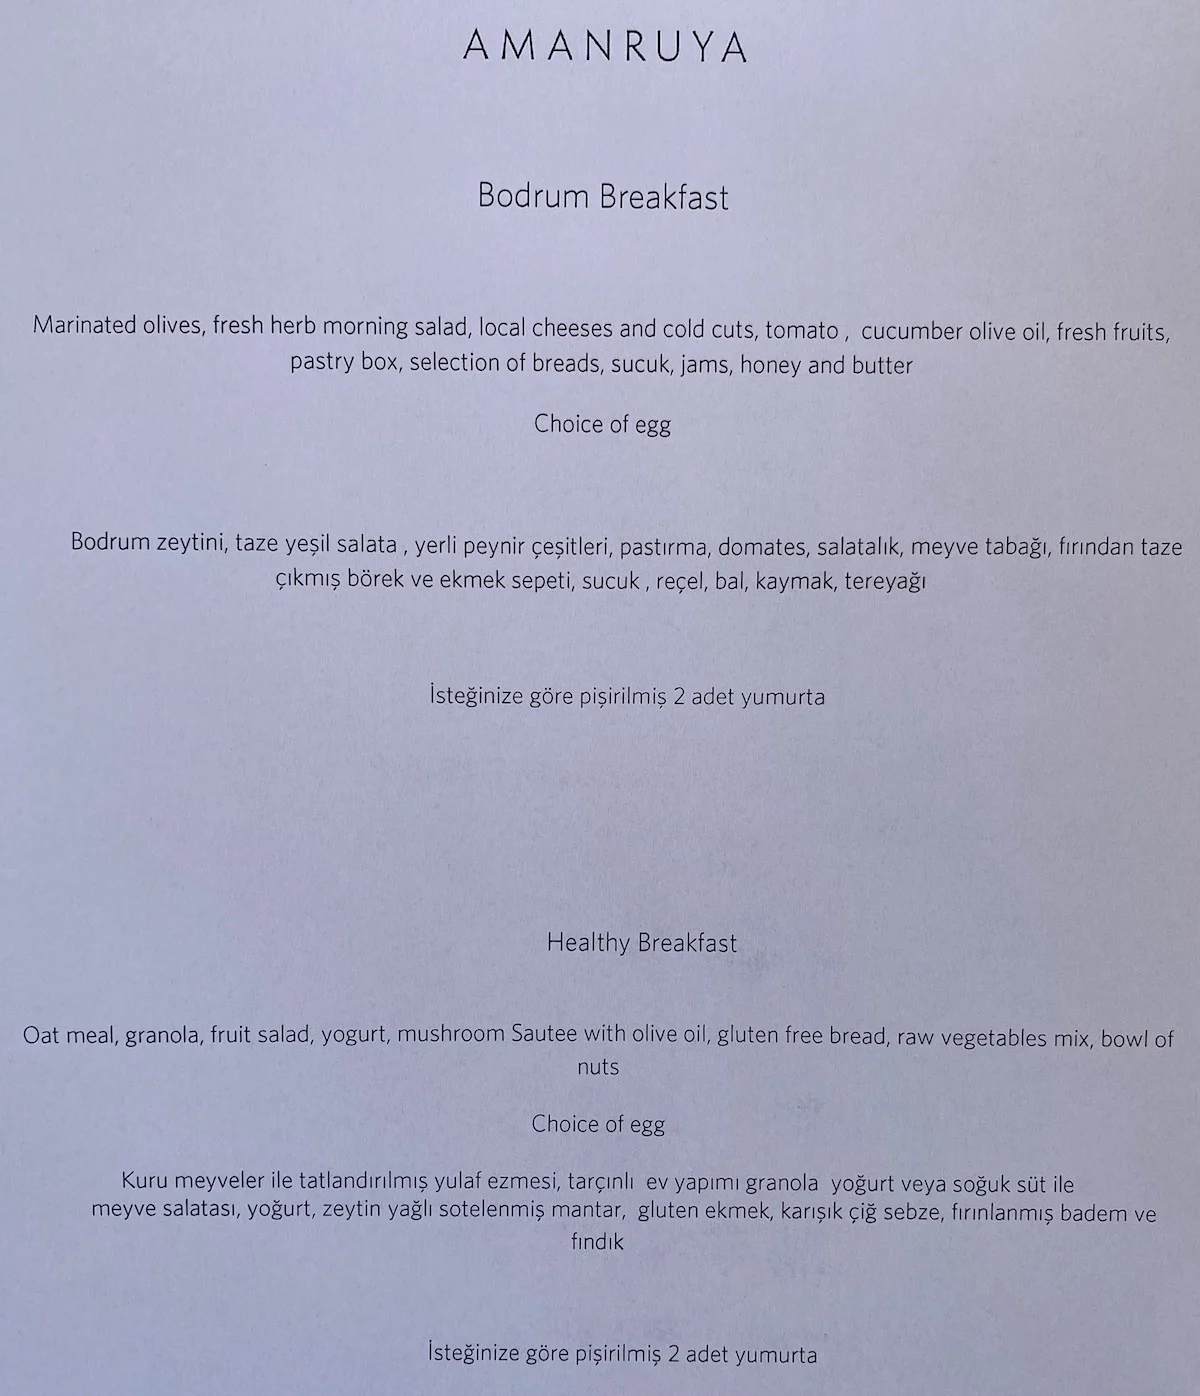 AMANRUYA
Bodrum Breakfast
Marinated olives, fresh herb morning salad, local cheeses and cold cuts, tomato , cucumber olive oil, fresh fruits,
pastry box, selection of breads, sucuk, jams, honey and butter
Choice of egg
Bodrum zeytini, taze yeşil salata , yerli peynir çeşitleri, pastırma, domates, salatalık, meyve tabağı, fırından taze
çıkmış börek ve ekmek sepeti, sucuk , reçel, bal, kaymak, tereyağı
İsteğinize göre pişirilmiş 2 adet yumurta
Healthy Breakfast
Oat meal, granola, fruit salad, yogurt, mushroom Sautee with olive oil, gluten free bread, raw vegetables mix, bowl of
nuts
Choice of egg
Kuru meyveler ile tatlandırılmış yulaf ezmesi, tarçınlı ev yapımı granola yoğurt veya soğuk süt ile
meyve salatası, yoğurt, zeytin yağlı sotelenmiş mantar, gluten ekmek, karışık çiğ sebze, fırınlanmış badem ve
fındık
İsteğinize göre pişirilmiş 2 adet yumurta